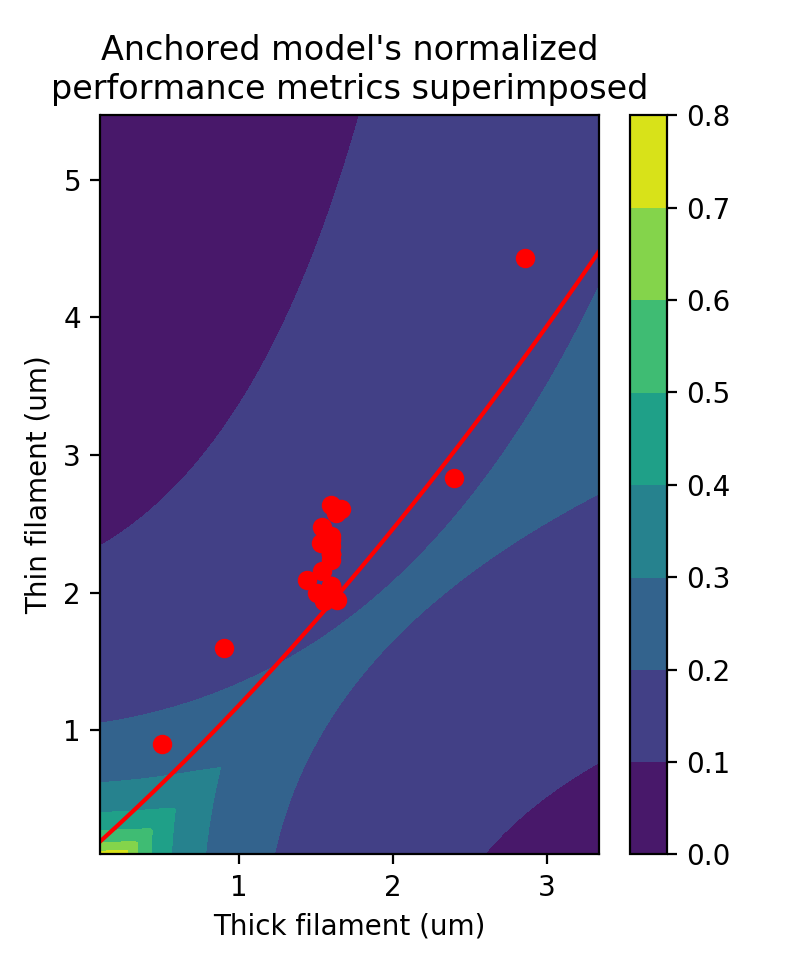 Anchored model's normalized
performance metrics superimposed
0.8
0.7
0.6
0.5
0.4
0.3
0.2
0.1
0.0
5
4
3
2
1
Thin filament (um)
1 2 3
Thick filament (um)